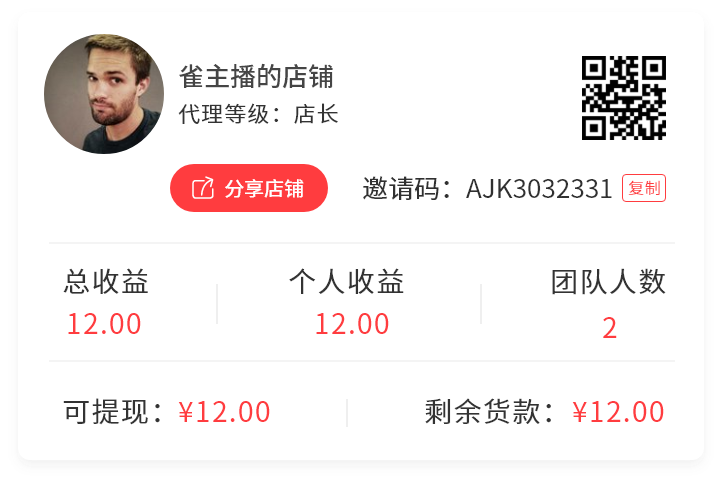 雀主播的店铺
代理等级：店长
分享店铺
邀请码：AJK3032331
复制
总收益
个人收益
团队人数
12.00
12.00
2
可提现：¥12.00
剩余货款：¥12.00